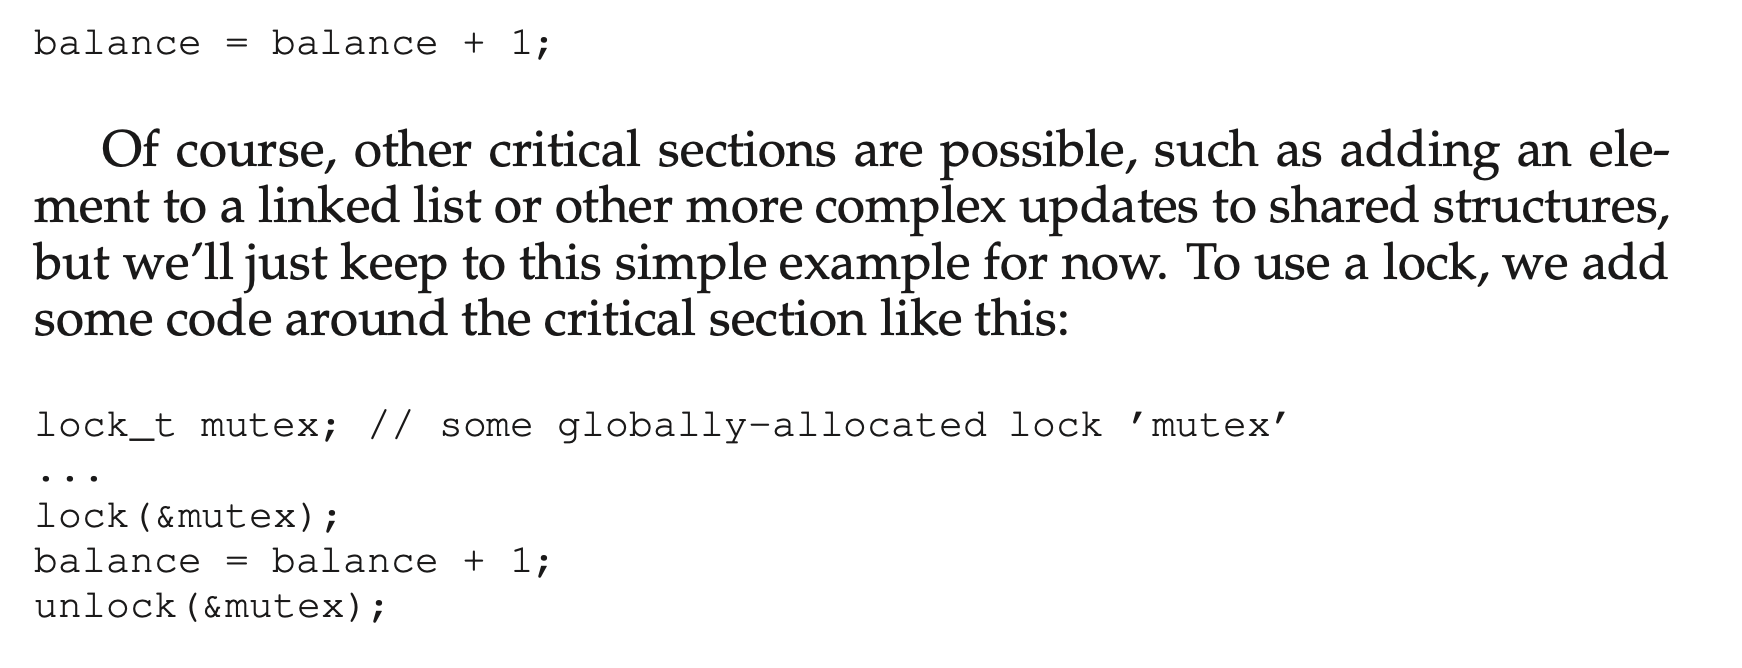 balance = balance + 1;
Of course, other critical sections are possible, such as adding an ele-
ment to a linked list or other more complex updates to shared structures,
but we’ll just keep to this simple example for now. To use a lock, we add
some code around the critical section like this:
lock_t mutex; // some globally-allocated lock ’mutex’
...
lock(&mutex);
balance = balance + 1;
unlock(&mutex);